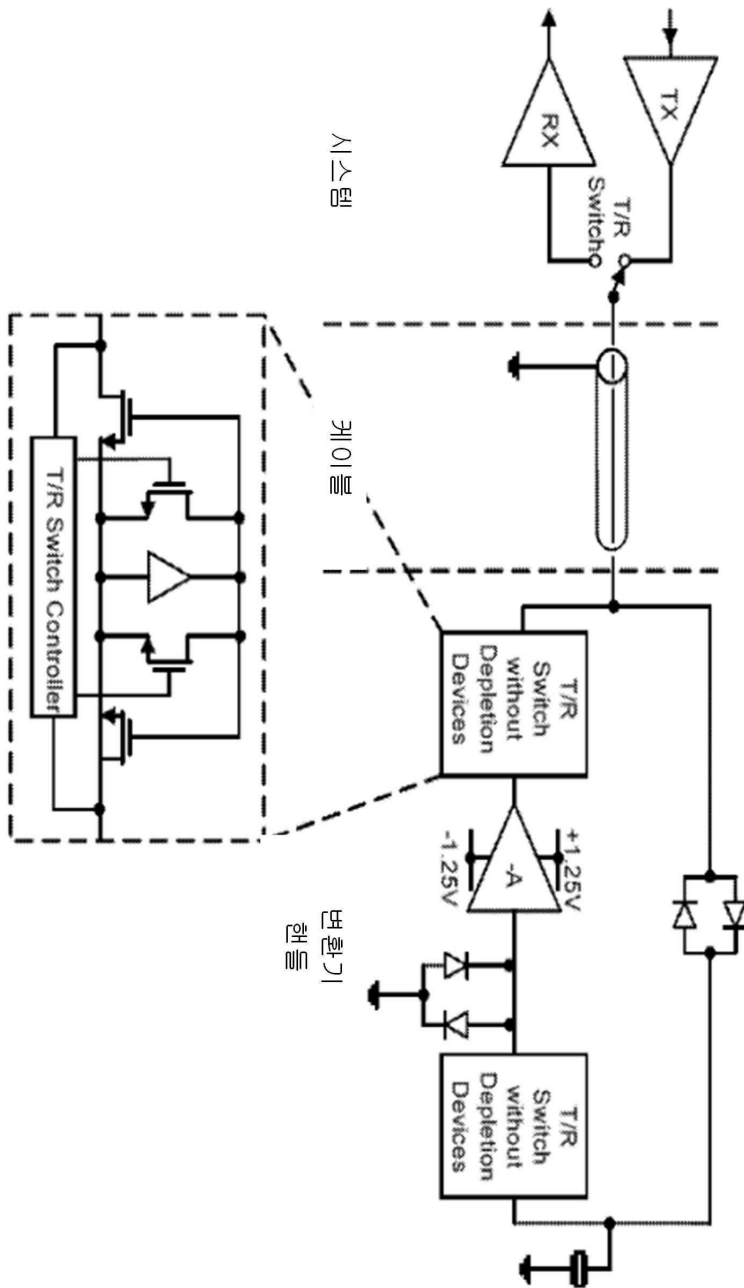 TX
RX
T/R
Switch
시스템
케이블
T/R
Switch
without
Depletion
Devices
+1.25V
-A
-1.25V
T/R
Switch
without
Depletion
Devices
변환기
핸들
T/R Switch Controller